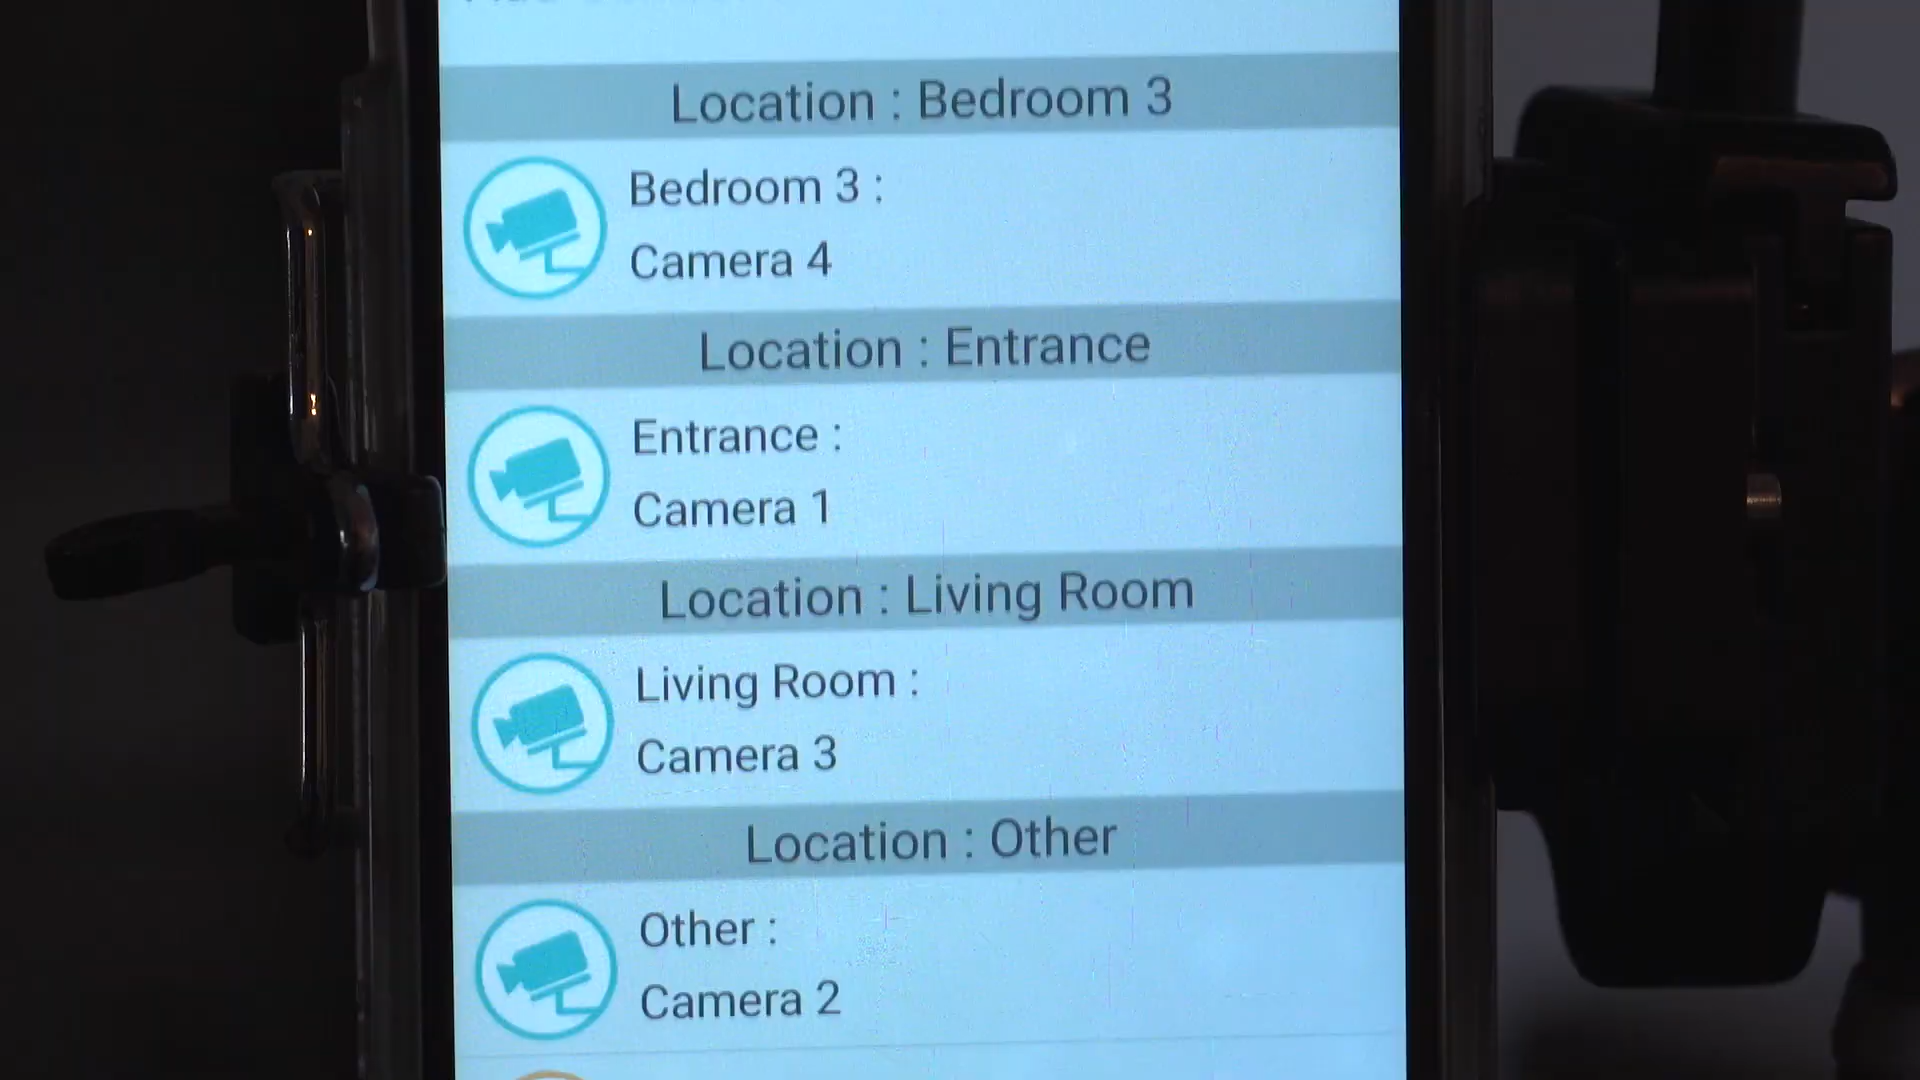 Location : Bedroom 3
Bedroom 3 :
Camera 4
Location : Entrance
Entrance :
Camera 1
Location : Living Room
Living Room :
Camera 3
Location : Other
Other :
Camera 2